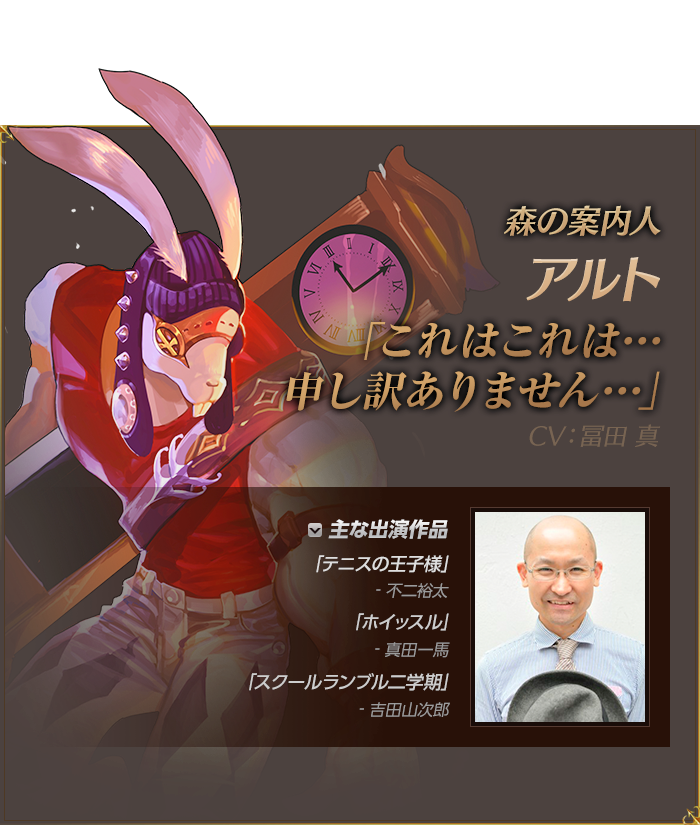 森の案内人
アルト
「これはこれは…
申し訳ありません…」
CV：冨田 真
主な出演作品
「テニスの王子様」
- 不二裕太
「ホイッスル」
- 真田一馬
「スクールランブル二学期」
- 吉田山次郎